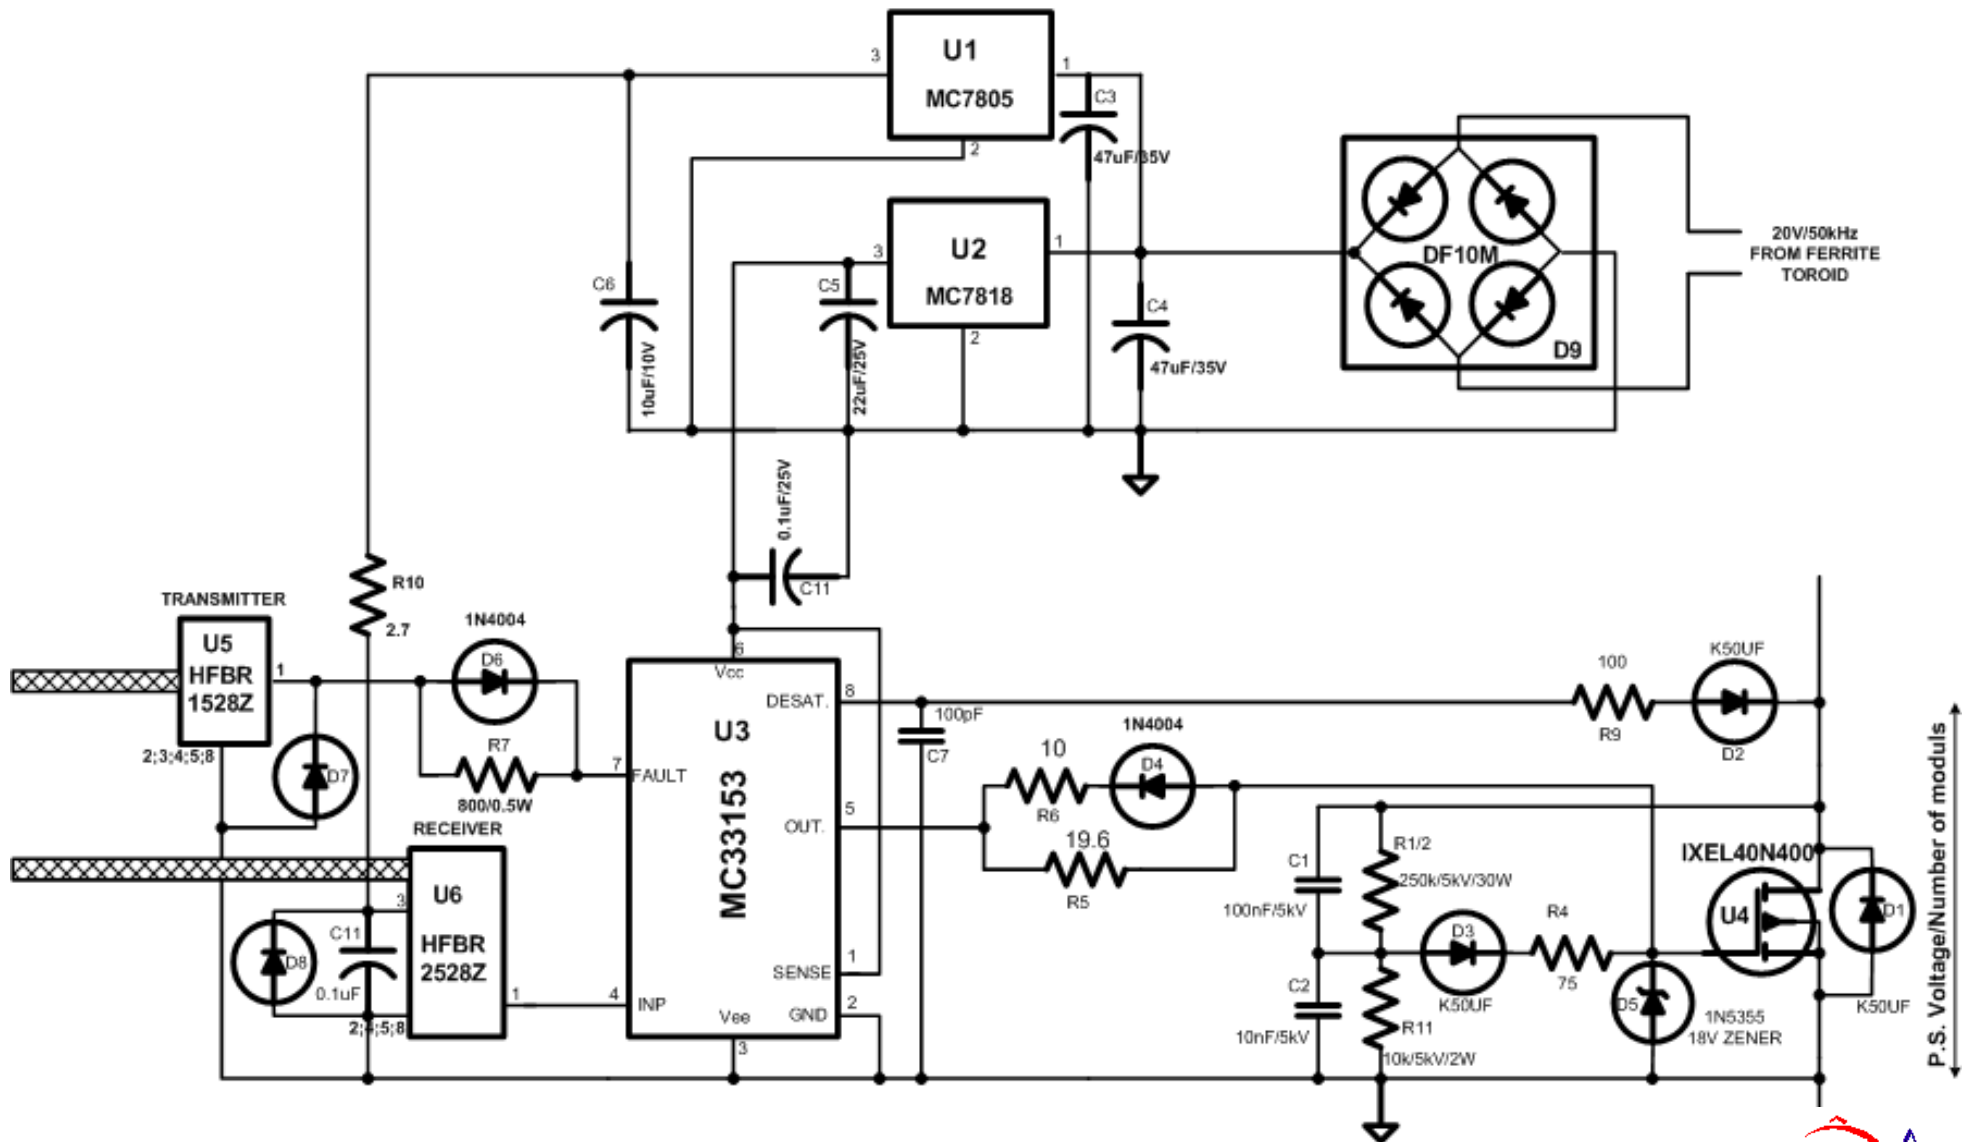 3
U1
MC7805
1
2
C3
47uF/35V
3
U2
MC7818
1
2
C6
10uF/10V
C5
22uF/25V
C4
47uF/35V
DF10M
D9
20V/50kHz
FROM FERRITE
TOROID
0.1uF/25V
C11
R10
2.7
TRANSMITTER
U5
HFBR
1528Z
1
2;3;4;5;8
1N4004
D6
R7
800/0.5W
D7
RECEIVER
U6
HFBR
2528Z
3
1
C11
0.1uF
D8
2;4;5;8
6
Vcc
DESAT.
8
U3
MC33153
7
FAULT
OUT.
5
SENSE
1
4
INP
GND
2
Vee
3
100pF
C7
10
R6
1N4004
D4
19.6
R5
100
R9
K50UF
D2
C1
100nF/5kV
R1/2
250k/5kV/30W
C2
10nF/5kV
R11
10k/5kV/2W
D3
K50UF
R4
75
D5
1N5355
18V ZENER
IXEL40N400
U4
D1
K50UF
P.S. Voltage/Number of moduls